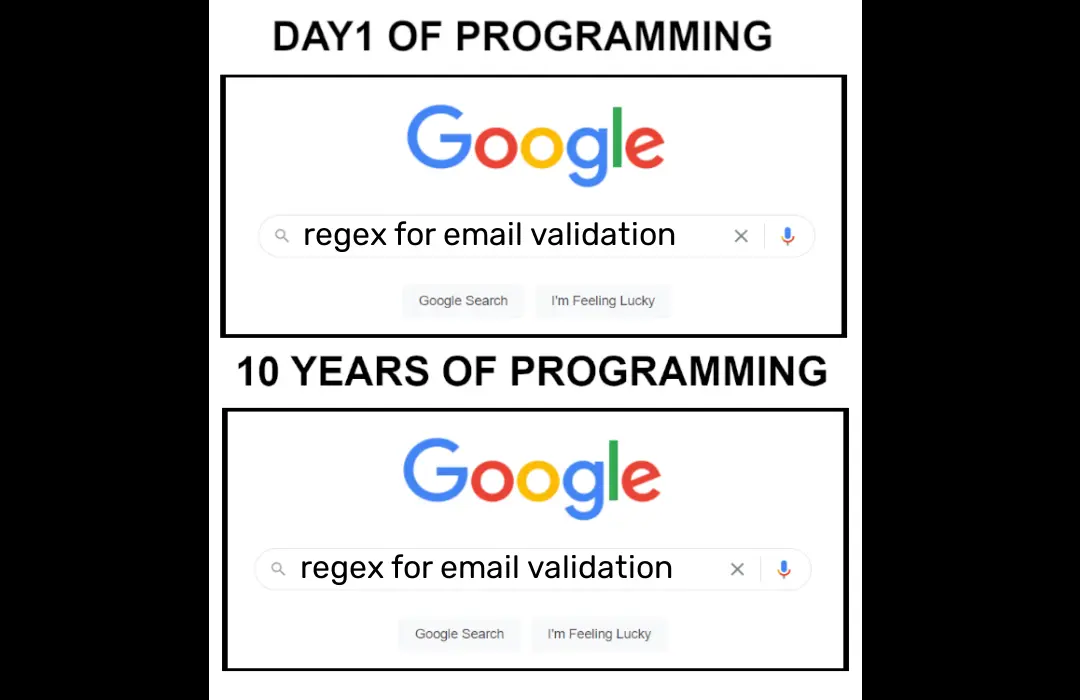 DAY1 OF PROGRAMMING
Google
regex for email validation
Google Search I'm Feeling Lucky
10 YEARS OF PROGRAMMING
Google
regex for email validation
Google Search I'm Feeling Lucky